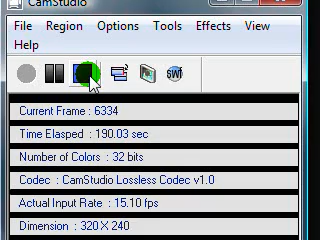 CamStudio
File Region Options Tools Effects View
Help
SWF
Current Frame : 6334
Time Elasped : 190.03 sec
Number of Colors : 32 bits
Codec : CamStudio Lossless Codec v1.0
Actual Input Rate : 15.10 fps
Dimension : 320 X 240